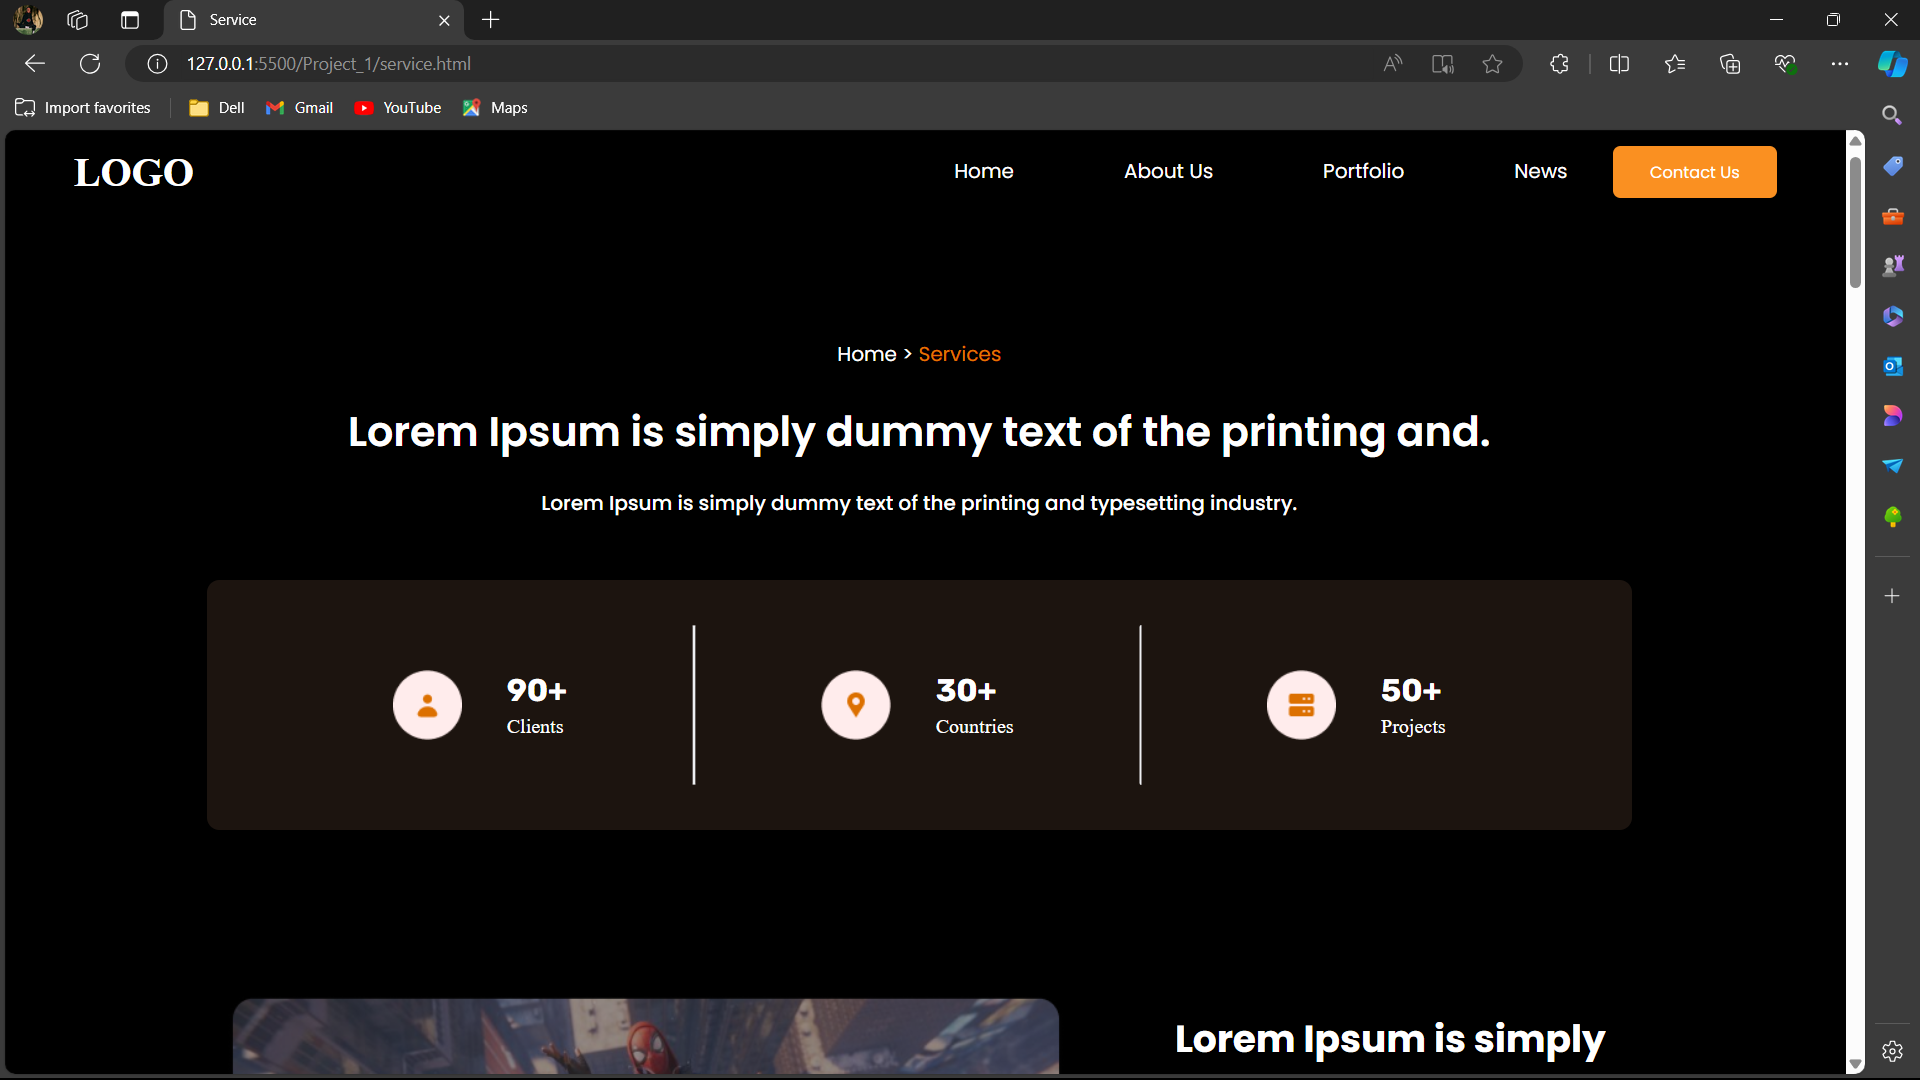 Service
127.0.0.1:5500/Project_1/service.html
Import favorites Dell Gmail YouTube Maps
LOGO Home About Us Portfolio News Contact Us
Home > Services
Lorem Ipsum is simply dummy text of the printing and.
Lorem Ipsum is simply dummy text of the printing and typesetting industry.
90+ 30+ 50+
Clients Countries Projects
Lorem Ipsum is simply